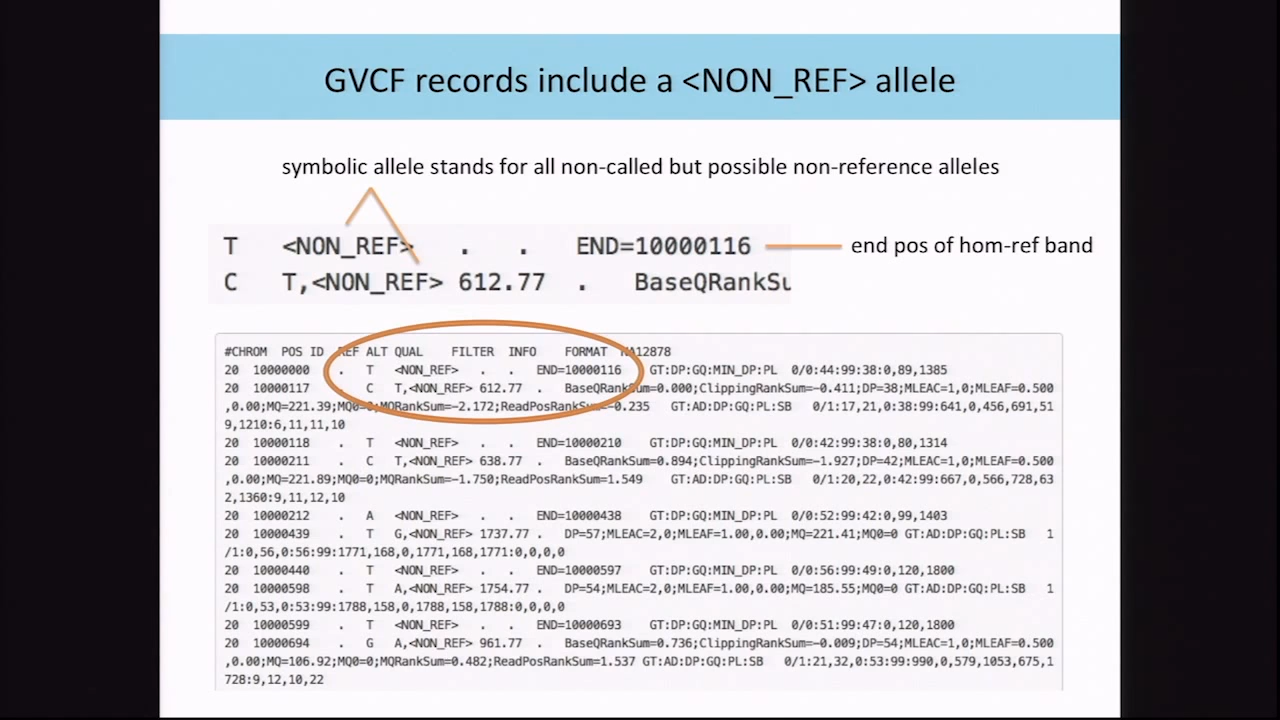 GVCF records include a <NON_REF> allele
symbolic allele stands for all non-called but possible non-reference alleles
T <NON_REF> . . END=10000116
end pos of hom-ref band
C T,<NON_REF> 612.77 . BaseQRankSu
#CHROM POS ID REF ALT QUAL FILTER INFO FORMAT NA12878
20 10000000 . T <NON_REF> . . END=10000116 GT:DP:GQ:MIN_DP:PL 0/0:44:99:38:0,89,1385
20 10000117 . C T,<NON_REF> 612.77 . BaseQRankSum=0.000;ClippingRankSum=-0.411;DP=38;MLEAC=1,0;MLEAF=0.500
,0.00;MQ=221.39;MQ0=0;MQRankSum=-2.172;ReadPosRankSum=-0.235 GT:AD:DP:GQ:PL:SB 0/1:17,21,0:38:99:641,0,456,691,51
9,1210:6,11,11,10
20 10000118 . T <NON_REF> . . END=10000210 GT:DP:GQ:MIN_DP:PL 0/0:42:99:38:0,80,1314
20 10000211 . C T,<NON_REF> 638.77 . BaseQRankSum=0.894;ClippingRankSum=-1.927;DP=42;MLEAC=1,0;MLEAF=0.500
,0.00;MQ=221.89;MQ0=0;MQRankSum=-1.750;ReadPosRankSum=1.549 GT:AD:DP:GQ:PL:SB 0/1:20,22,0:42:99:667,0,566,728,63
2,1360:9,11,12,10
20 10000212 . A <NON_REF> . . END=10000438 GT:DP:GQ:MIN_DP:PL 0/0:52:99:42:0,99,1403
20 10000439 . T G,<NON_REF> 1737.77 . DP=57;MLEAC=2,0;MLEAF=1.00,0.00;MQ=221.41;MQ0=0 GT:AD:DP:GQ:PL:SB 1
/1:0,56,0:56:99:1771,168,0,1771,168,1771:0,0,0,0
20 10000440 . T <NON_REF> . . END=10000597 GT:DP:GQ:MIN_DP:PL 0/0:56:99:49:0,120,1800
20 10000598 . T A,<NON_REF> 1754.77 . DP=54;MLEAC=2,0;MLEAF=1.00,0.00;MQ=185.55;MQ0=0 GT:AD:DP:GQ:PL:SB 1
/1:0,53,0:53:99:1788,158,0,1788,158,1788:0,0,0,0
20 10000599 . T <NON_REF> . . END=10000693 GT:DP:GQ:MIN_DP:PL 0/0:51:99:47:0,120,1800
20 10000694 . G A,<NON_REF> 961.77 . BaseQRankSum=0.736;ClippingRankSum=-0.009;DP=54;MLEAC=1,0;MLEAF=0.500
,0.00;MQ=106.92;MQ0=0;MQRankSum=0.482;ReadPosRankSum=1.537 GT:AD:DP:GQ:PL:SB 0/1:21,32,0:53:99:990,0,579,1053,675,1
728:9,12,10,22